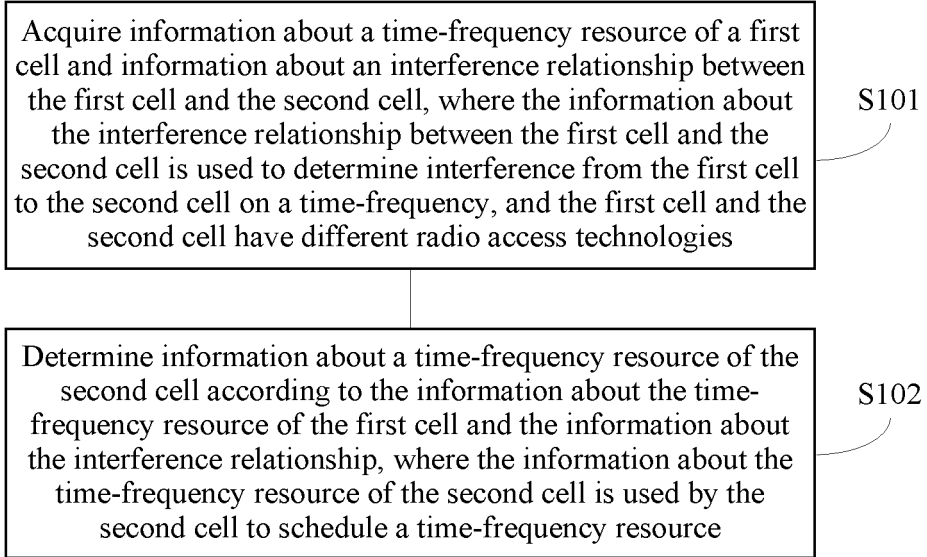 Acquire information about a time-frequency resource of a first
cell and information about an interference relationship between
the first cell and the second cell, where the information about
the interference relationship between the first cell and the
second cell is used to determine interference from the first cell
to the second cell on a time-frequency, and the first cell and the
second cell have different radio access technologies
S101
Determine information about a time-frequency resource of the
second cell according to the information about the time-
frequency resource of the first cell and the information about
the interference relationship, where the information about the
time-frequency resource of the second cell is used by the
second cell to schedule a time-frequency resource
S102